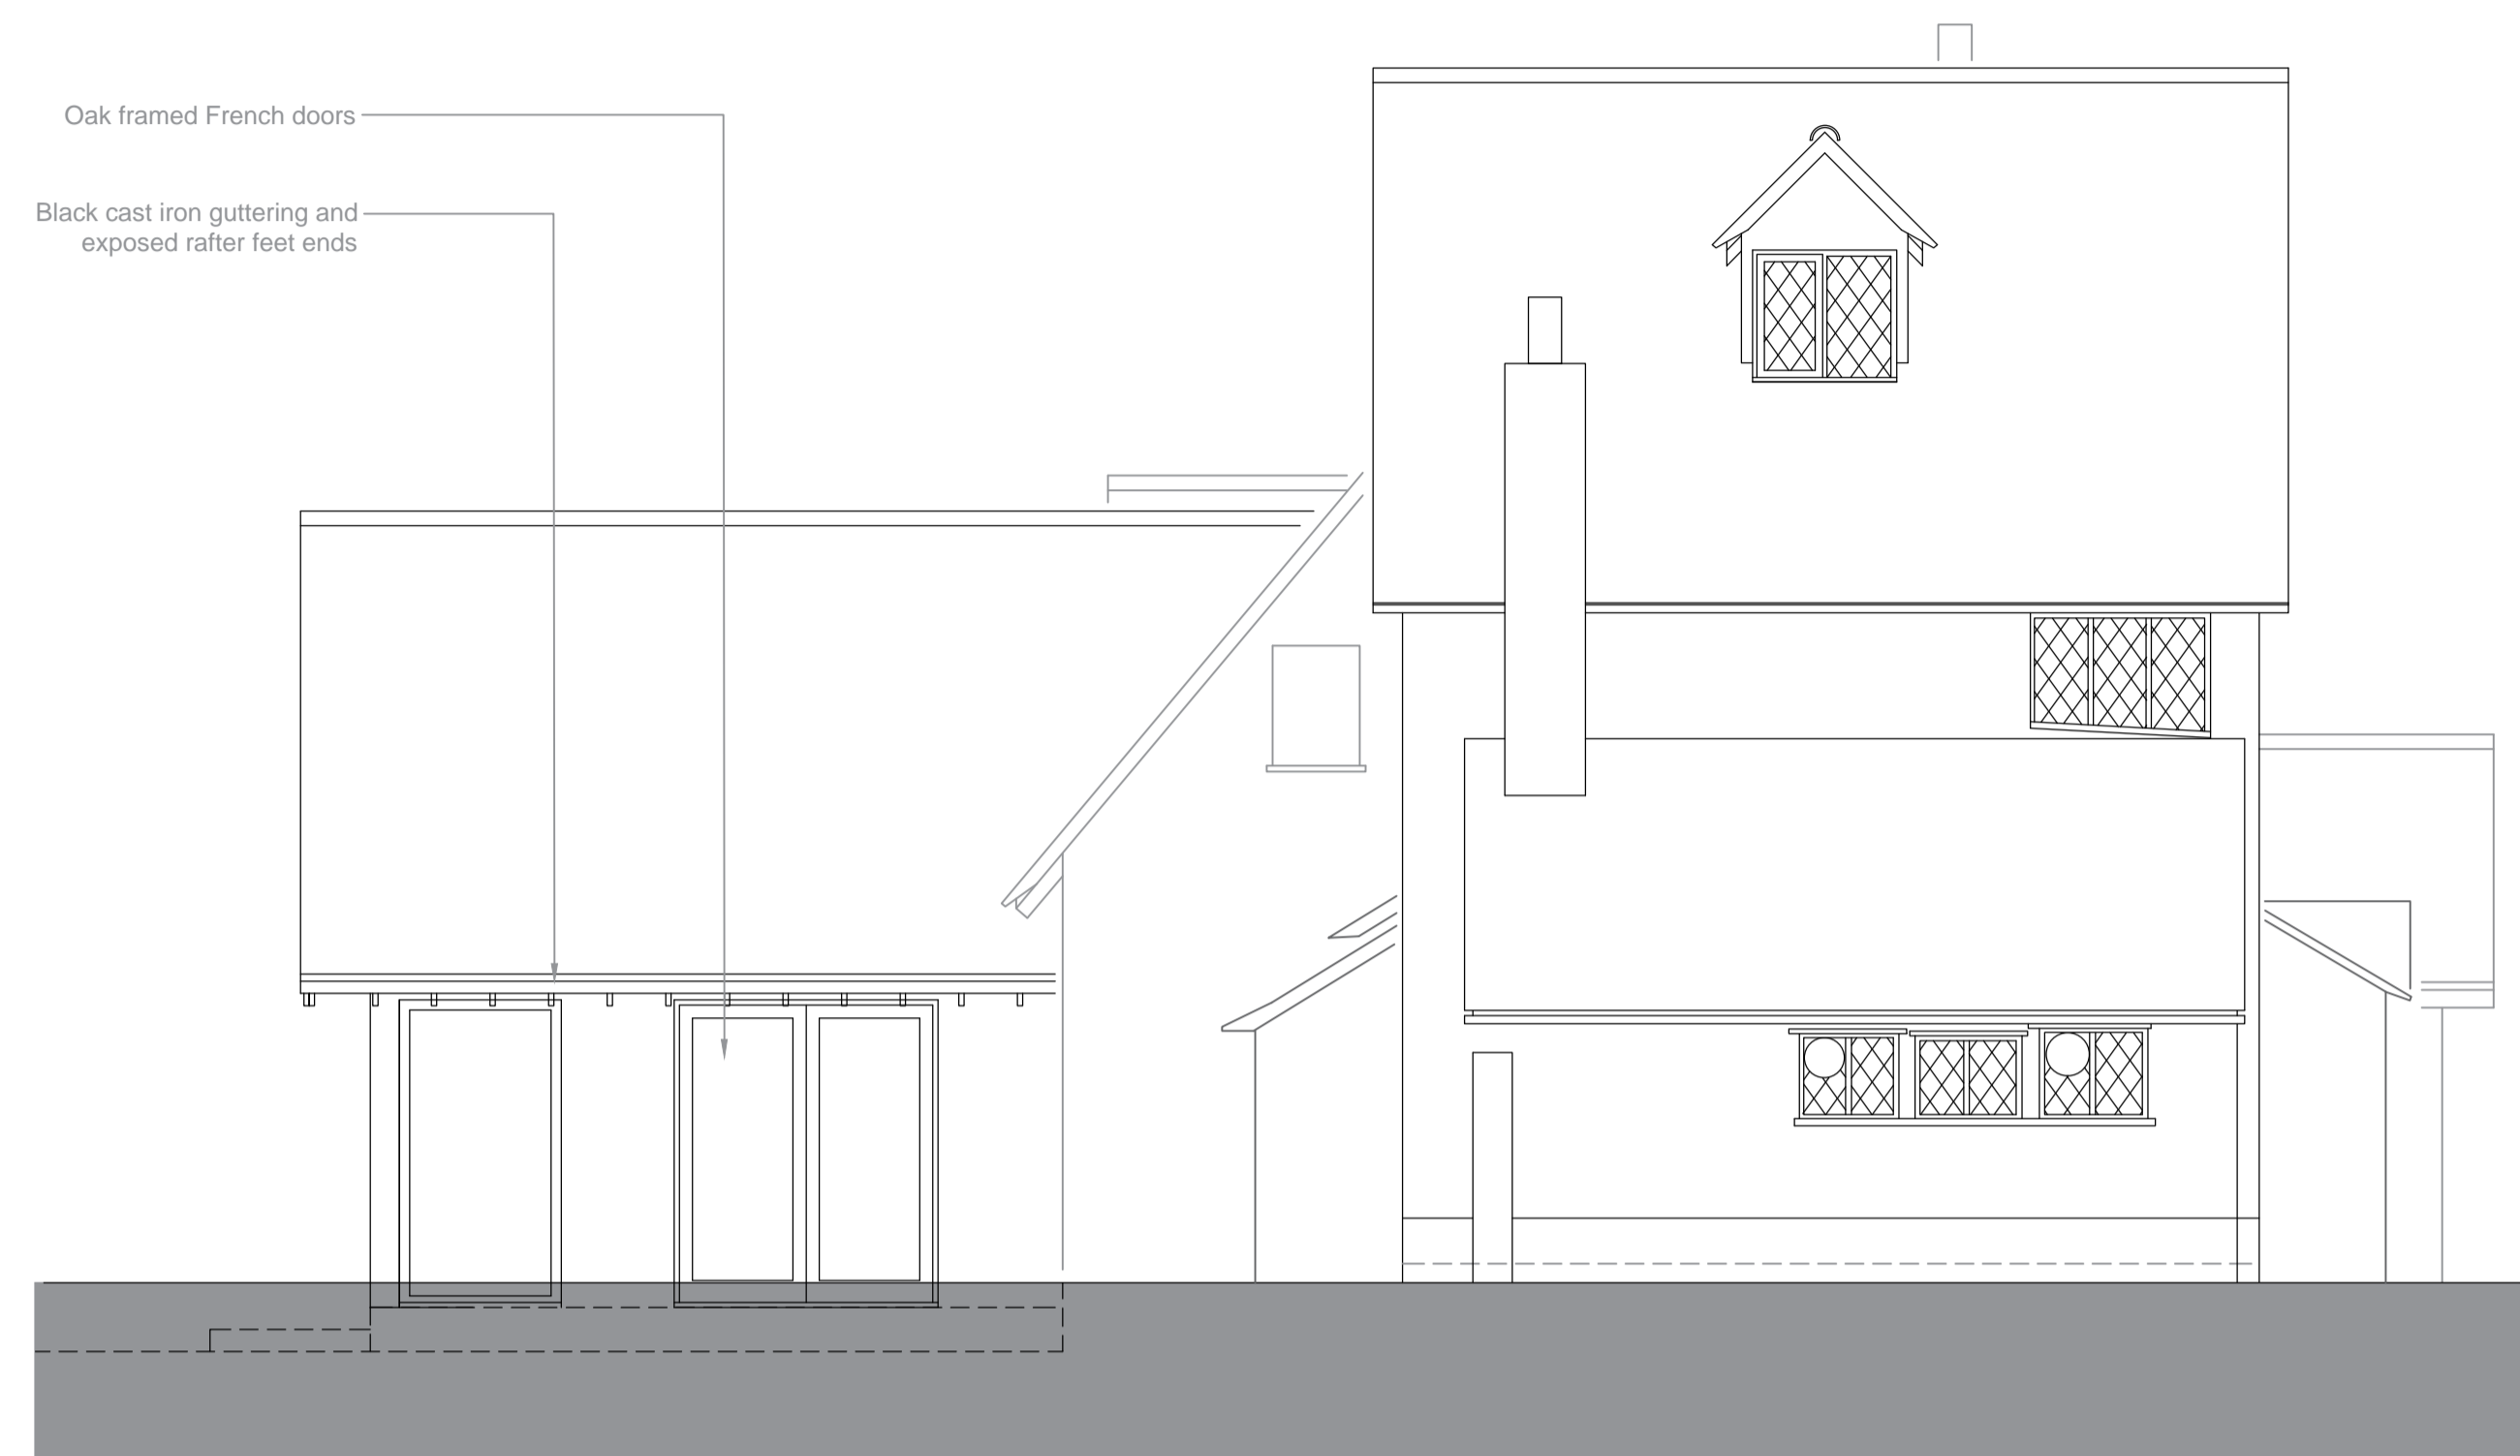 Oak framed French doors
Black cast iron guttering and
exposed rafter feet ends